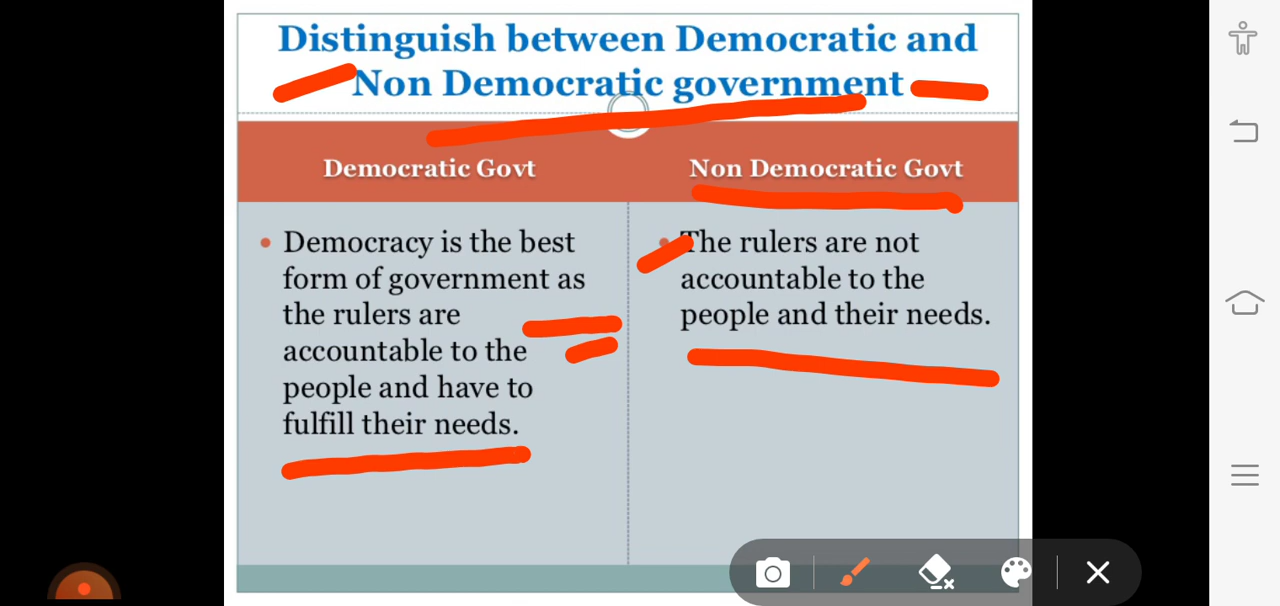 Distinguish between Democratic and
Non Democratic government
Democratic Govt
Non Democratic Govt
• Democracy is the best
form of government as
the rulers are
accountable to the
people and have to
fulfill their needs.
• The rulers are not
accountable to the
people and their needs.